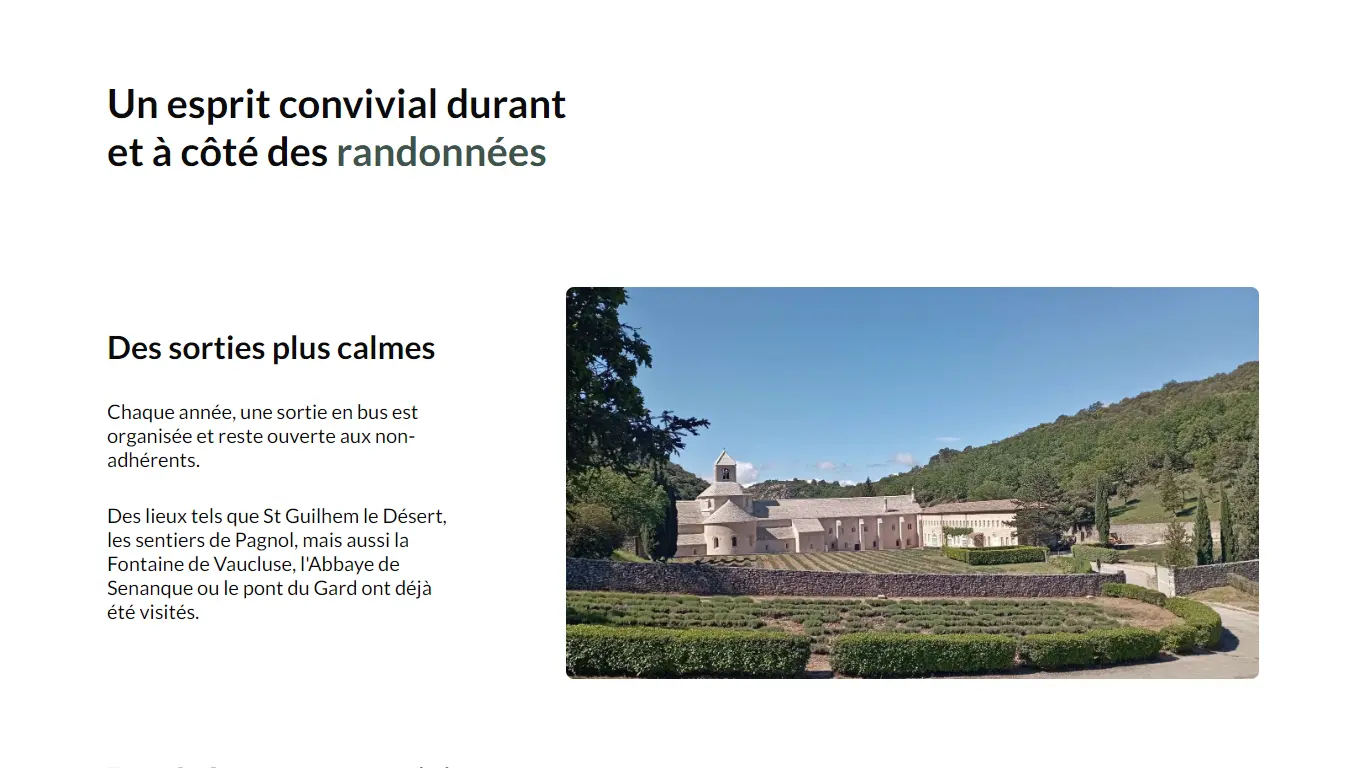 Un esprit convivial durant
et à côté des randonnées
Des sorties plus calmes
Chaque année, une sortie en bus est
organisée et reste ouverte aux non-
adhérents.
Des lieux tels que St Guilhem le Désert,
les sentiers de Pagnol, mais aussi la
Fontaine de Vaucluse, l'Abbaye de
Senanque ou le pont du Gard ont déjà
été visités.